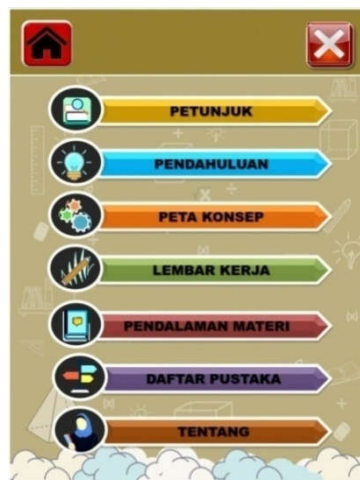 PETUNJUK
PENDAHULUAN
PETA KONSEP
LEMBAR KERJA
PENDALAMAN MATERI
DAFTAR PUSTAKA
TENTANG